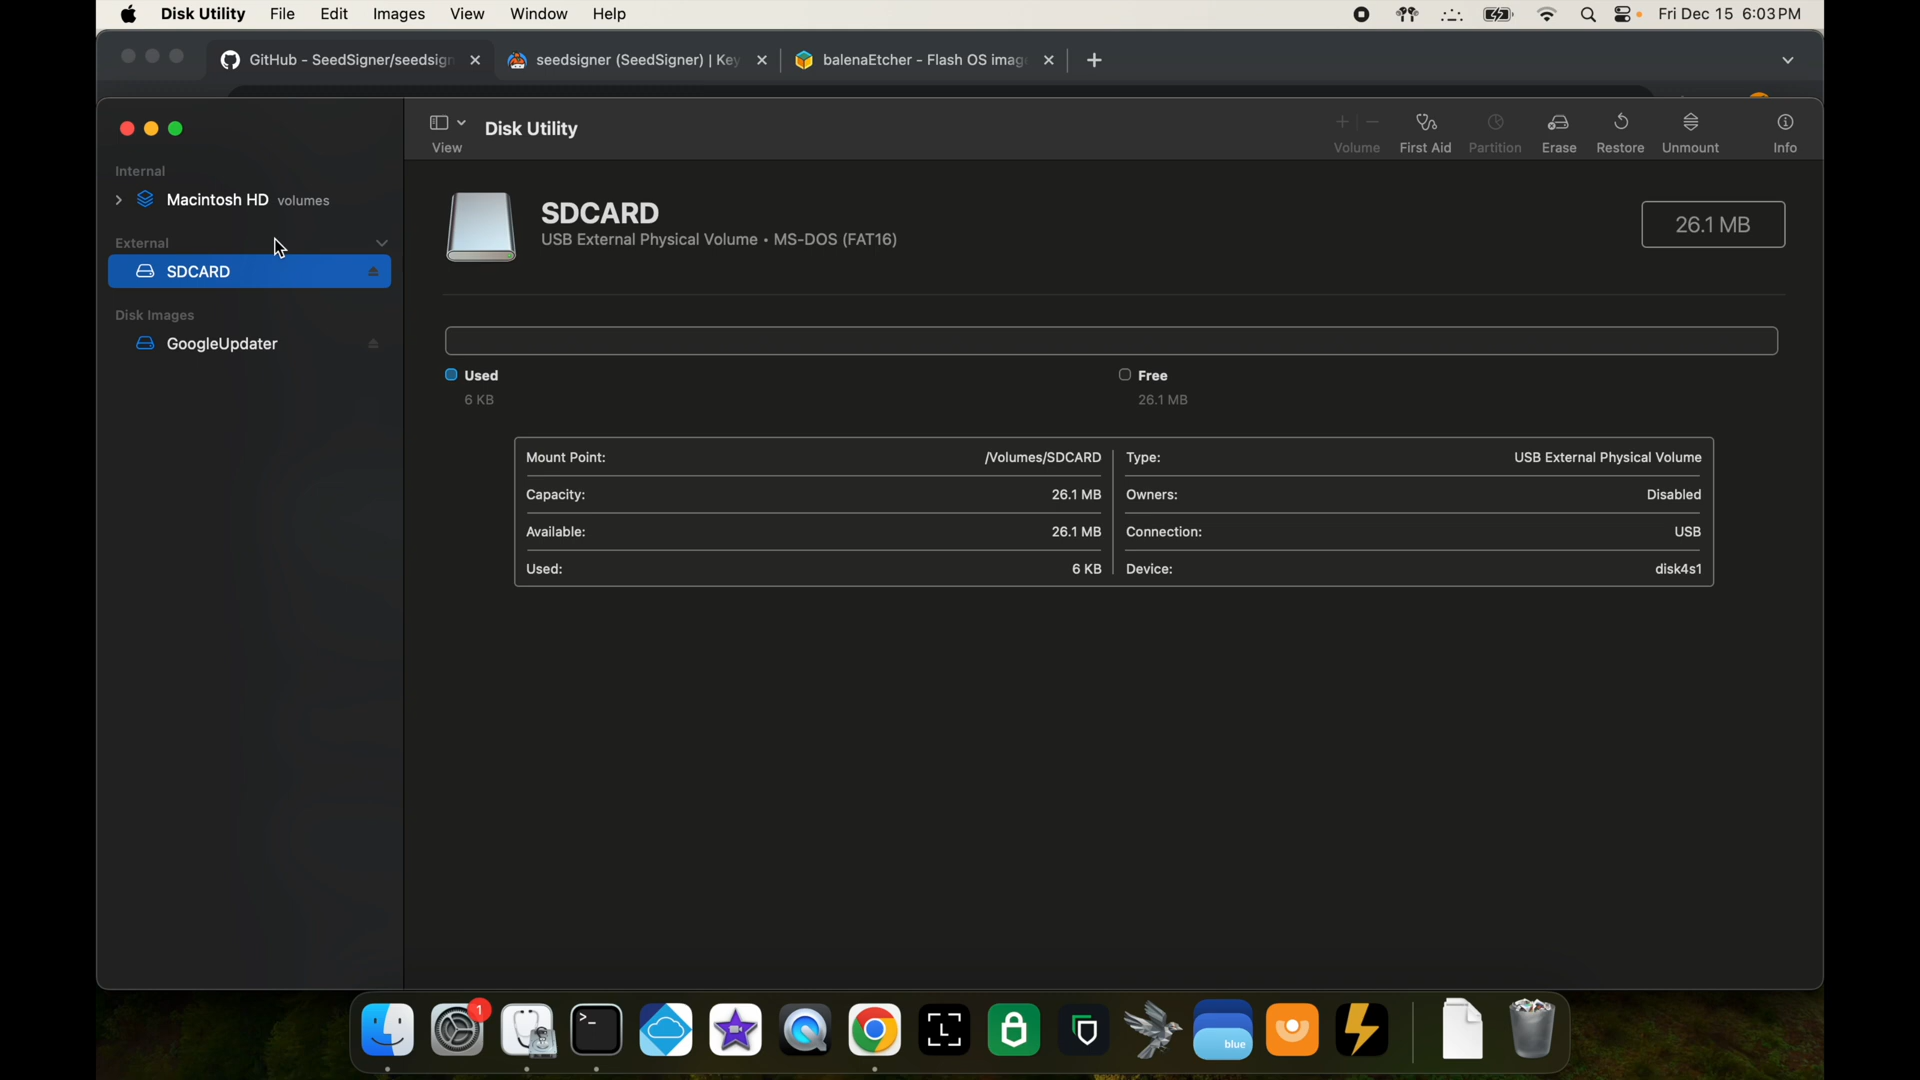 Disk Utility File Edit Images View Window Help Fri Dec 15 6:03 PM
GitHub - SeedSigner/seedsign seedsigner (SeedSigner) | Key balenaEtcher - Flash OS imag
View Disk Utility Volume First Aid Partition Erase Restore Unmount Info
Internal
Macintosh HD volumes
External
SDCARD
Disk Images
GoogleUpdater
SDCARD
USB External Physical Volume • MS-DOS (FAT16)
26.1 MB
Used
6 KB
Free
26.1 MB
Mount Point: /Volumes/SDCARD
Capacity: 26.1 MB
Available: 26.1 MB
Used: 6 KB
Type: USB External Physical Volume
Owners: Disabled
Connection: USB
Device: disk4s1
1
>_
L
blue